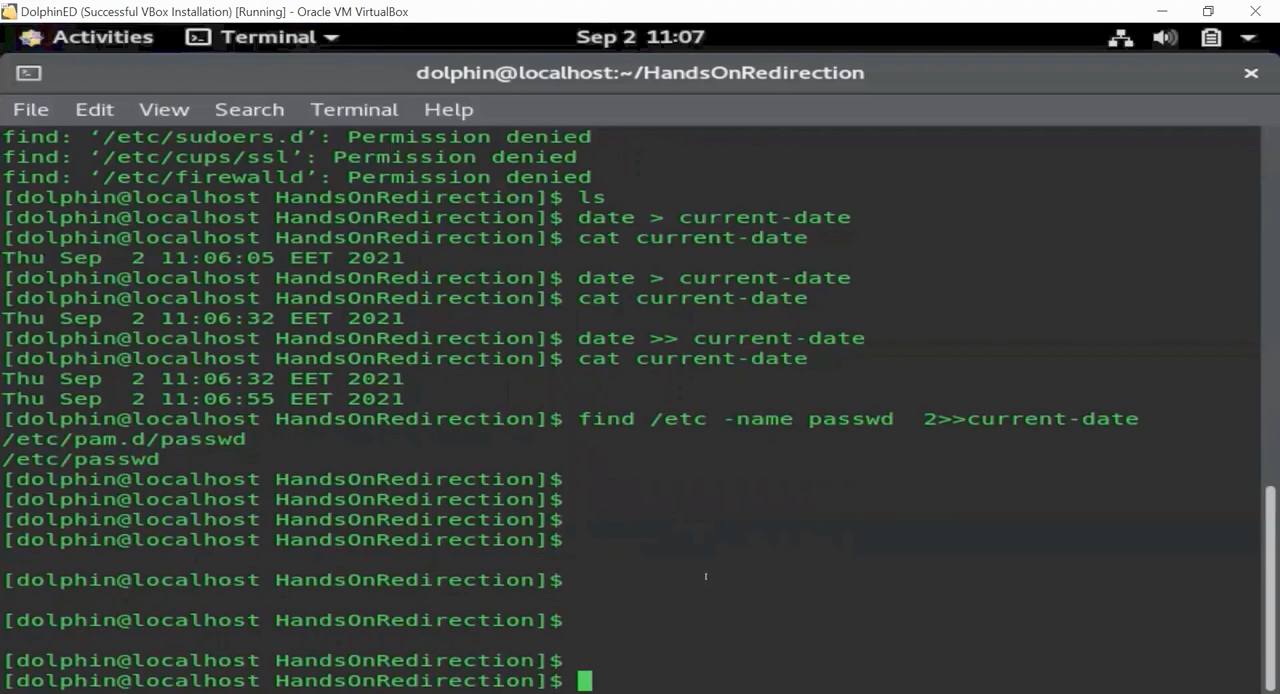 DolphinED (Successful VBox Installation) [Running] - Oracle VM VirtualBox
Activities Terminal Sep 2 11:07
dolphin@localhost:~/HandsOnRedirection
File Edit View Search Terminal Help
find: ‘/etc/sudoers.d’: Permission denied
find: ‘/etc/cups/ssl’: Permission denied
find: ‘/etc/firewalld’: Permission denied
[dolphin@localhost HandsOnRedirection]$ ls
[dolphin@localhost HandsOnRedirection]$ date > current-date
[dolphin@localhost HandsOnRedirection]$ cat current-date
Thu Sep  2 11:06:05 EET 2021
[dolphin@localhost HandsOnRedirection]$ date > current-date
[dolphin@localhost HandsOnRedirection]$ cat current-date
Thu Sep  2 11:06:32 EET 2021
[dolphin@localhost HandsOnRedirection]$ date >> current-date
[dolphin@localhost HandsOnRedirection]$ cat current-date
Thu Sep  2 11:06:32 EET 2021
Thu Sep  2 11:06:55 EET 2021
[dolphin@localhost HandsOnRedirection]$ find /etc -name passwd  2>>current-date
/etc/pam.d/passwd
/etc/passwd
[dolphin@localhost HandsOnRedirection]$
[dolphin@localhost HandsOnRedirection]$
[dolphin@localhost HandsOnRedirection]$
[dolphin@localhost HandsOnRedirection]$
[dolphin@localhost HandsOnRedirection]$
[dolphin@localhost HandsOnRedirection]$
[dolphin@localhost HandsOnRedirection]$
[dolphin@localhost HandsOnRedirection]$